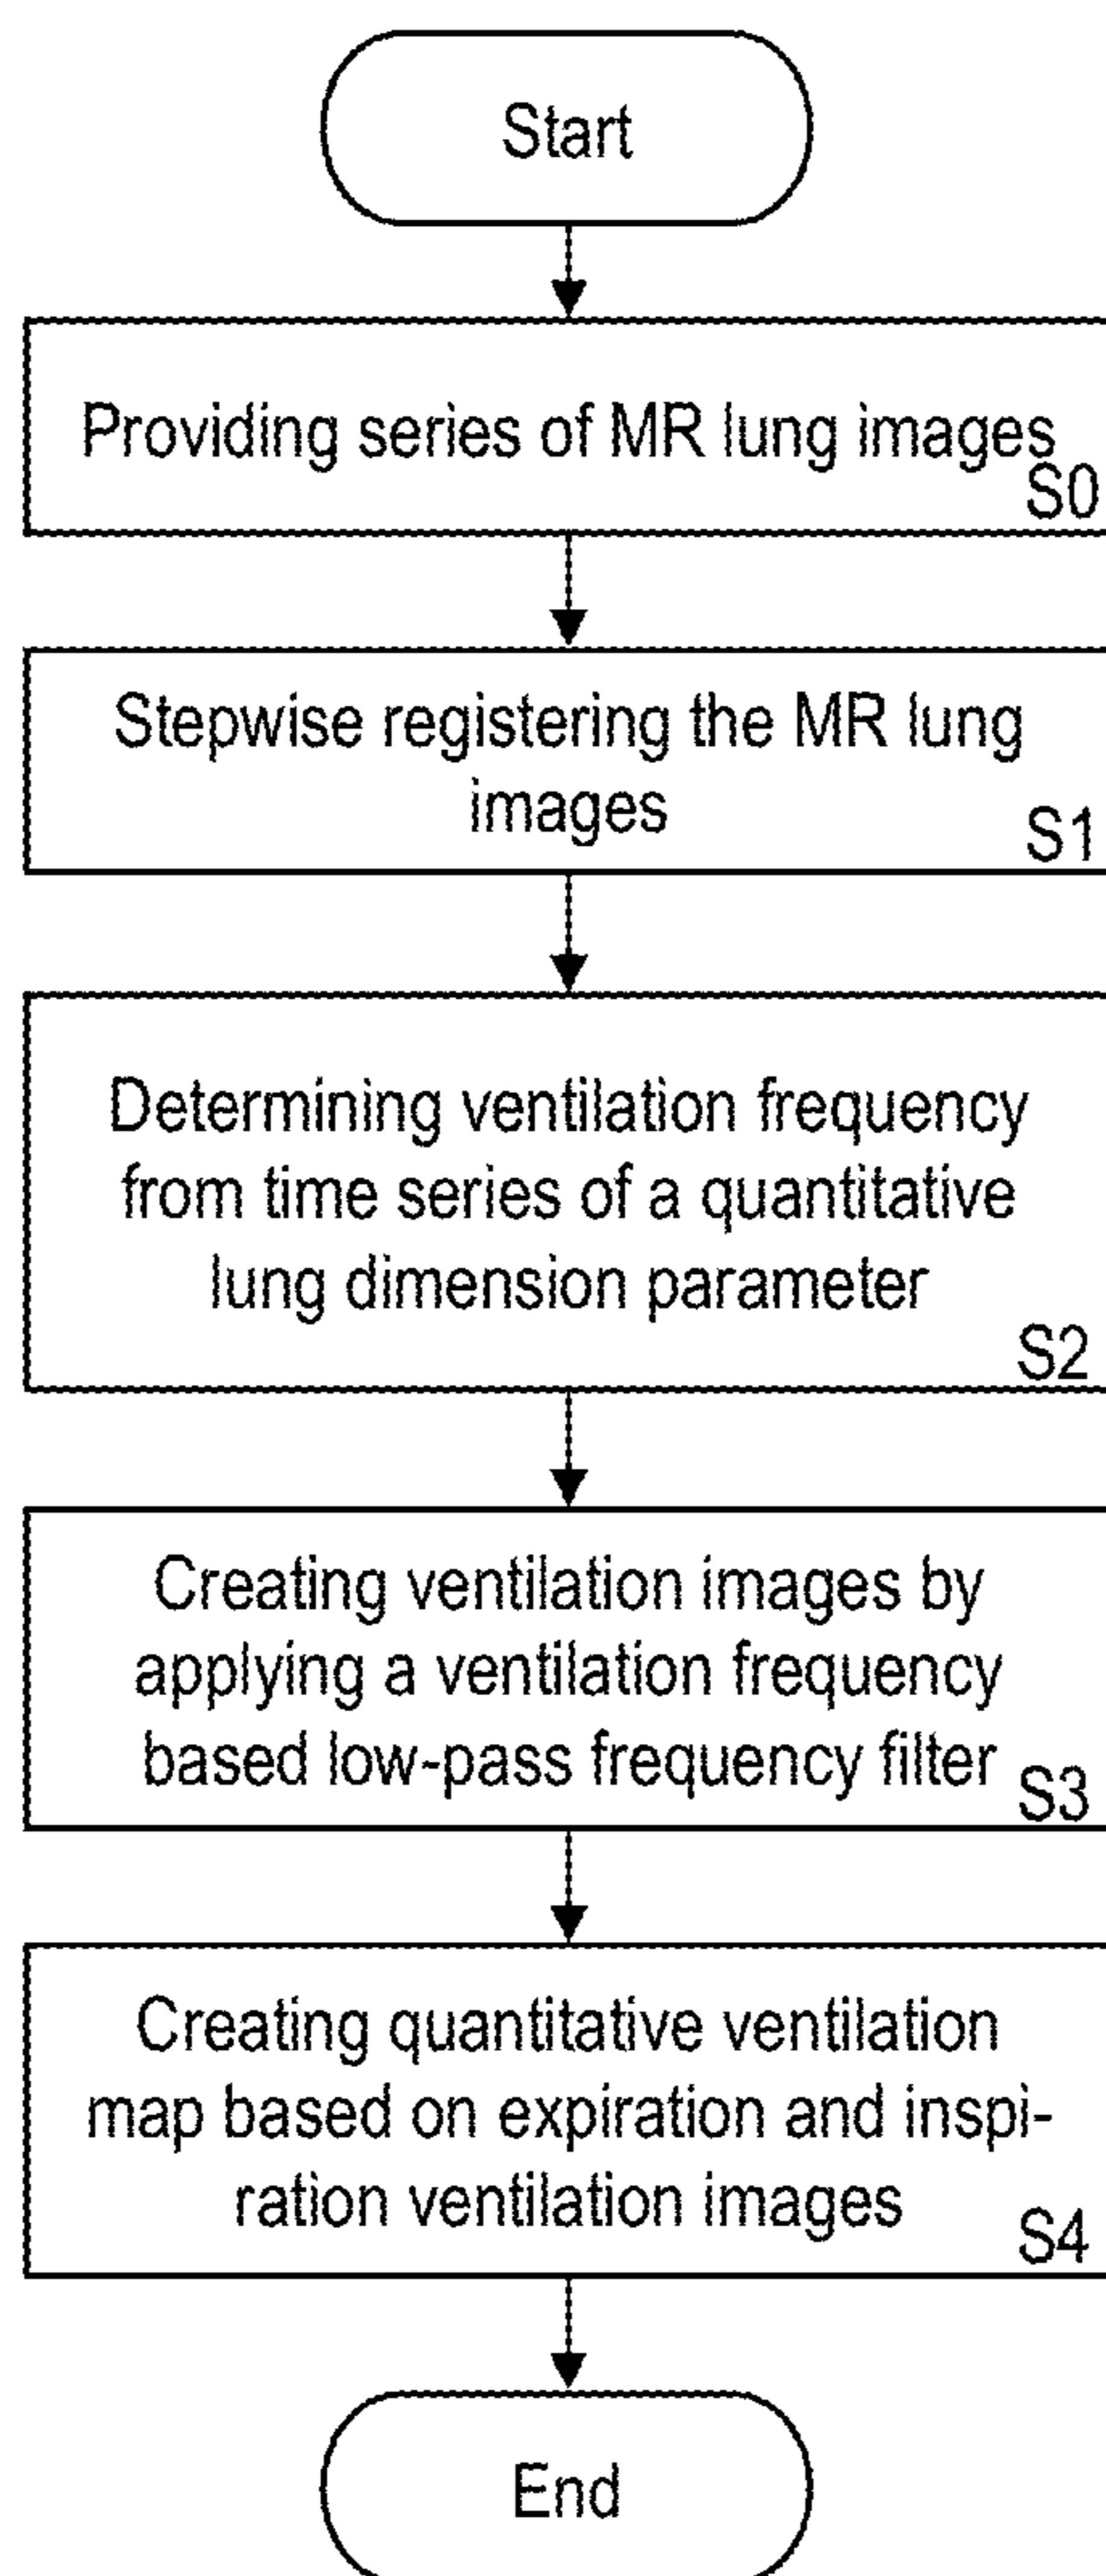 Start
Providing series of MR lung images
S0
Stepwise registering the MR lung
images
S1
Determining ventilation frequency
from time series of a quantitative
lung dimension parameter
S2
Creating ventilation images by
applying a ventilation frequency
based low-pass frequency filter
S3
Creating quantitative ventilation
map based on expiration and inspi-
ration ventilation images
S4
End